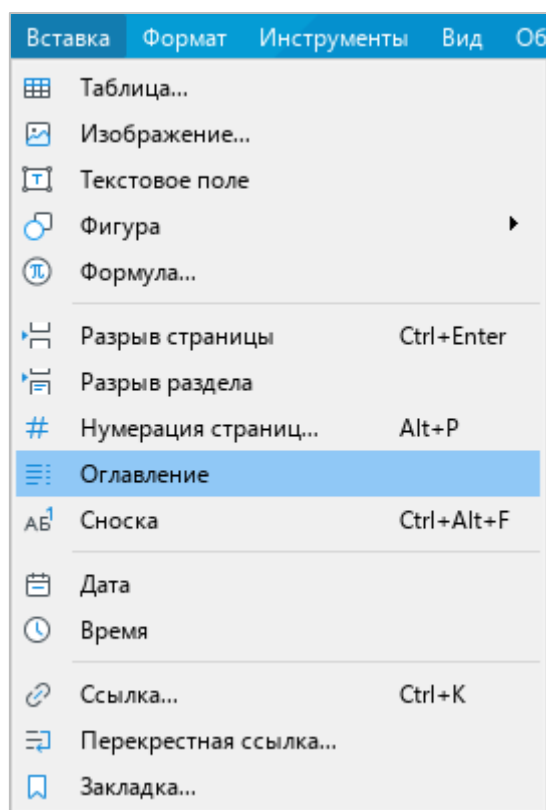 Вставка Формат Инструменты Вид Об
Таблица...
Изображение...
Текстовое поле
Фигура
Формула...
Разрыв страницы Ctrl+Enter
Разрыв раздела
Нумерация страниц... Alt+P
Оглавление
Сноска Ctrl+Alt+F
Дата
Время
Ссылка... Ctrl+K
Перекрестная ссылка...
Закладка...